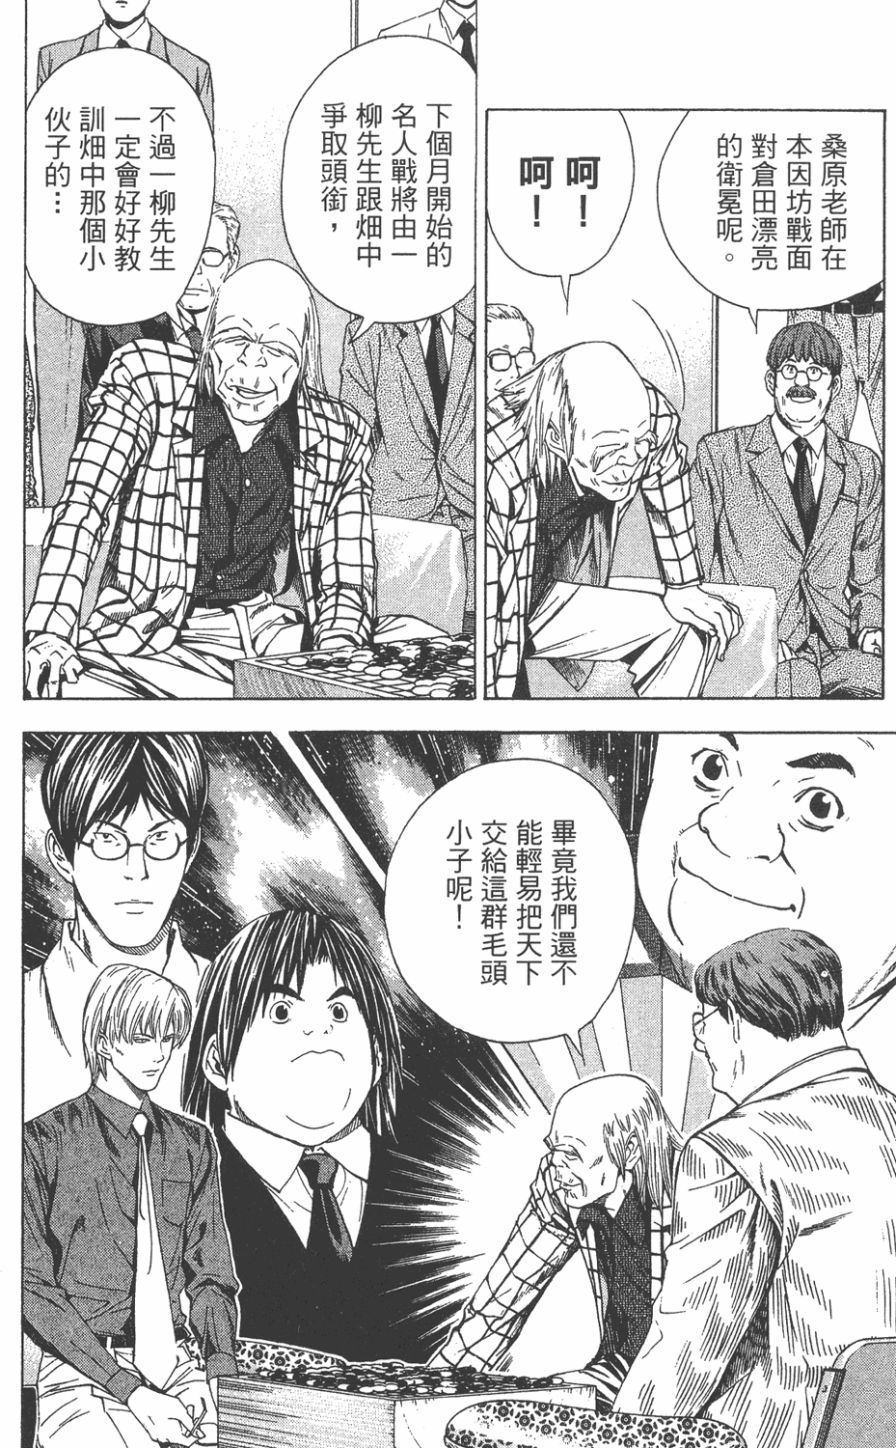 桑原老師在
本因坊戰面
對倉田漂亮
的衛冕呢。
呵！
呵！
下個月開始的
名人戰將由一
柳先生跟畑中
爭取頭銜，
不過一柳先生
一定會好好教
訓畑中那個小
伙子的…
畢竟我們還不
能輕易把天下
交給這群毛頭
小子呢！